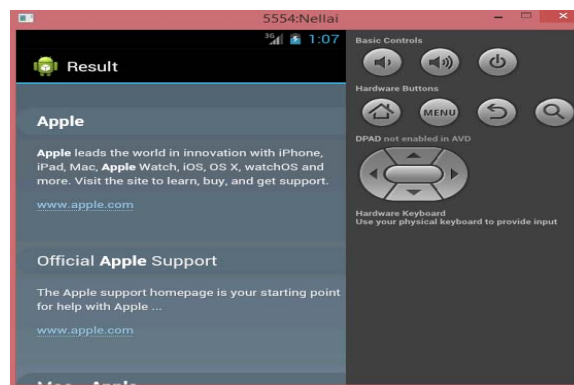 5554:Nellai
3G 1:07
Result
Apple
Apple leads the world in innovation with iPhone,
iPad, Mac, Apple Watch, iOS, OS X, watchOS and
more. Visit the site to learn, buy, and get support.
www.apple.com
Official Apple Support
The Apple support homepage is your starting point
for help with Apple ...
www.apple.com
Basic Controls
Hardware Buttons
MENU
DPAD not enabled in AVD
Hardware Keyboard
Use your physical keyboard to provide input